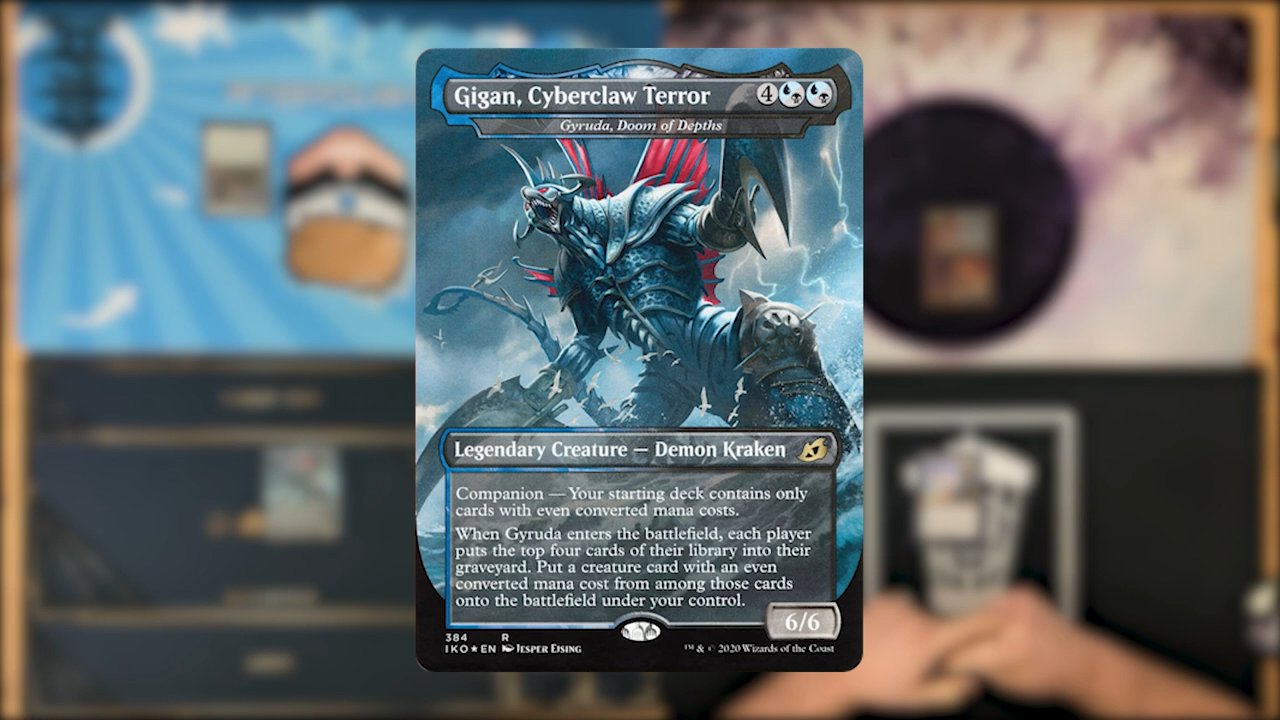 Gigan, Cyberclaw Terror 4
Gyruda, Doom of Depths
Legendary Creature — Demon Kraken
Companion — Your starting deck contains only
cards with even converted mana costs.
When Gyruda enters the battlefield, each player
puts the top four cards of their library into their
graveyard. Put a creature card with an even
converted mana cost from among those cards
onto the battlefield under your control.
6/6
384 R
IKO★EN Jesper Eising
™ & © 2020 Wizards of the Coast